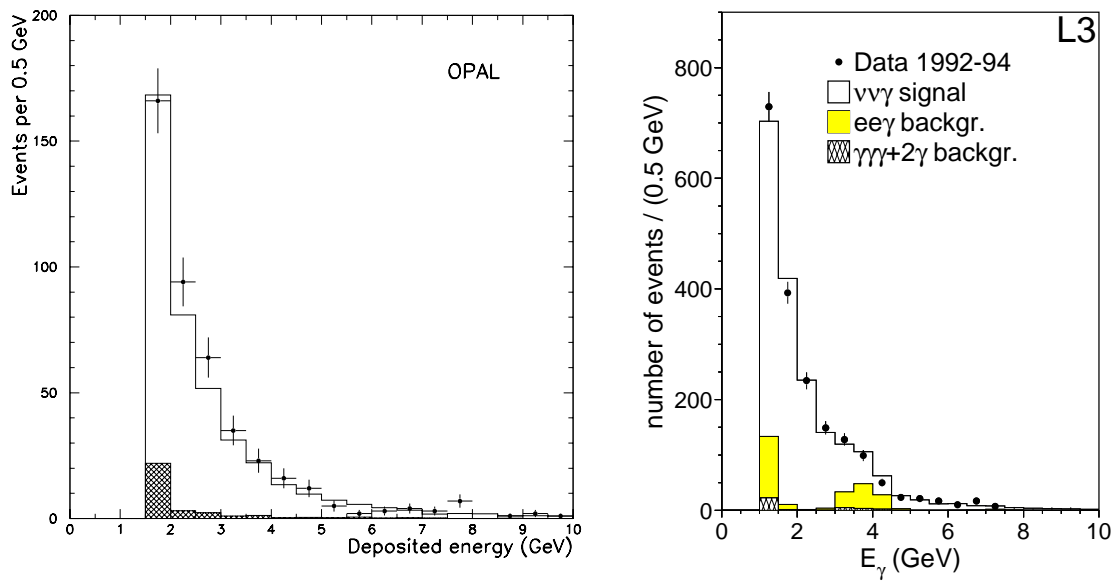 OPAL
Events per 0.5 GeV
200
150
100
50
0
0 1 2 3 4 5 6 7 8 9 10
Deposited energy (GeV)
L3
Data 1992-94
ννγ signal
eeγ backgr.
γγγ+2γ backgr.
number of events / (0.5 GeV)
800
600
400
200
0
0 2 4 6 8 10
Eγ (GeV)